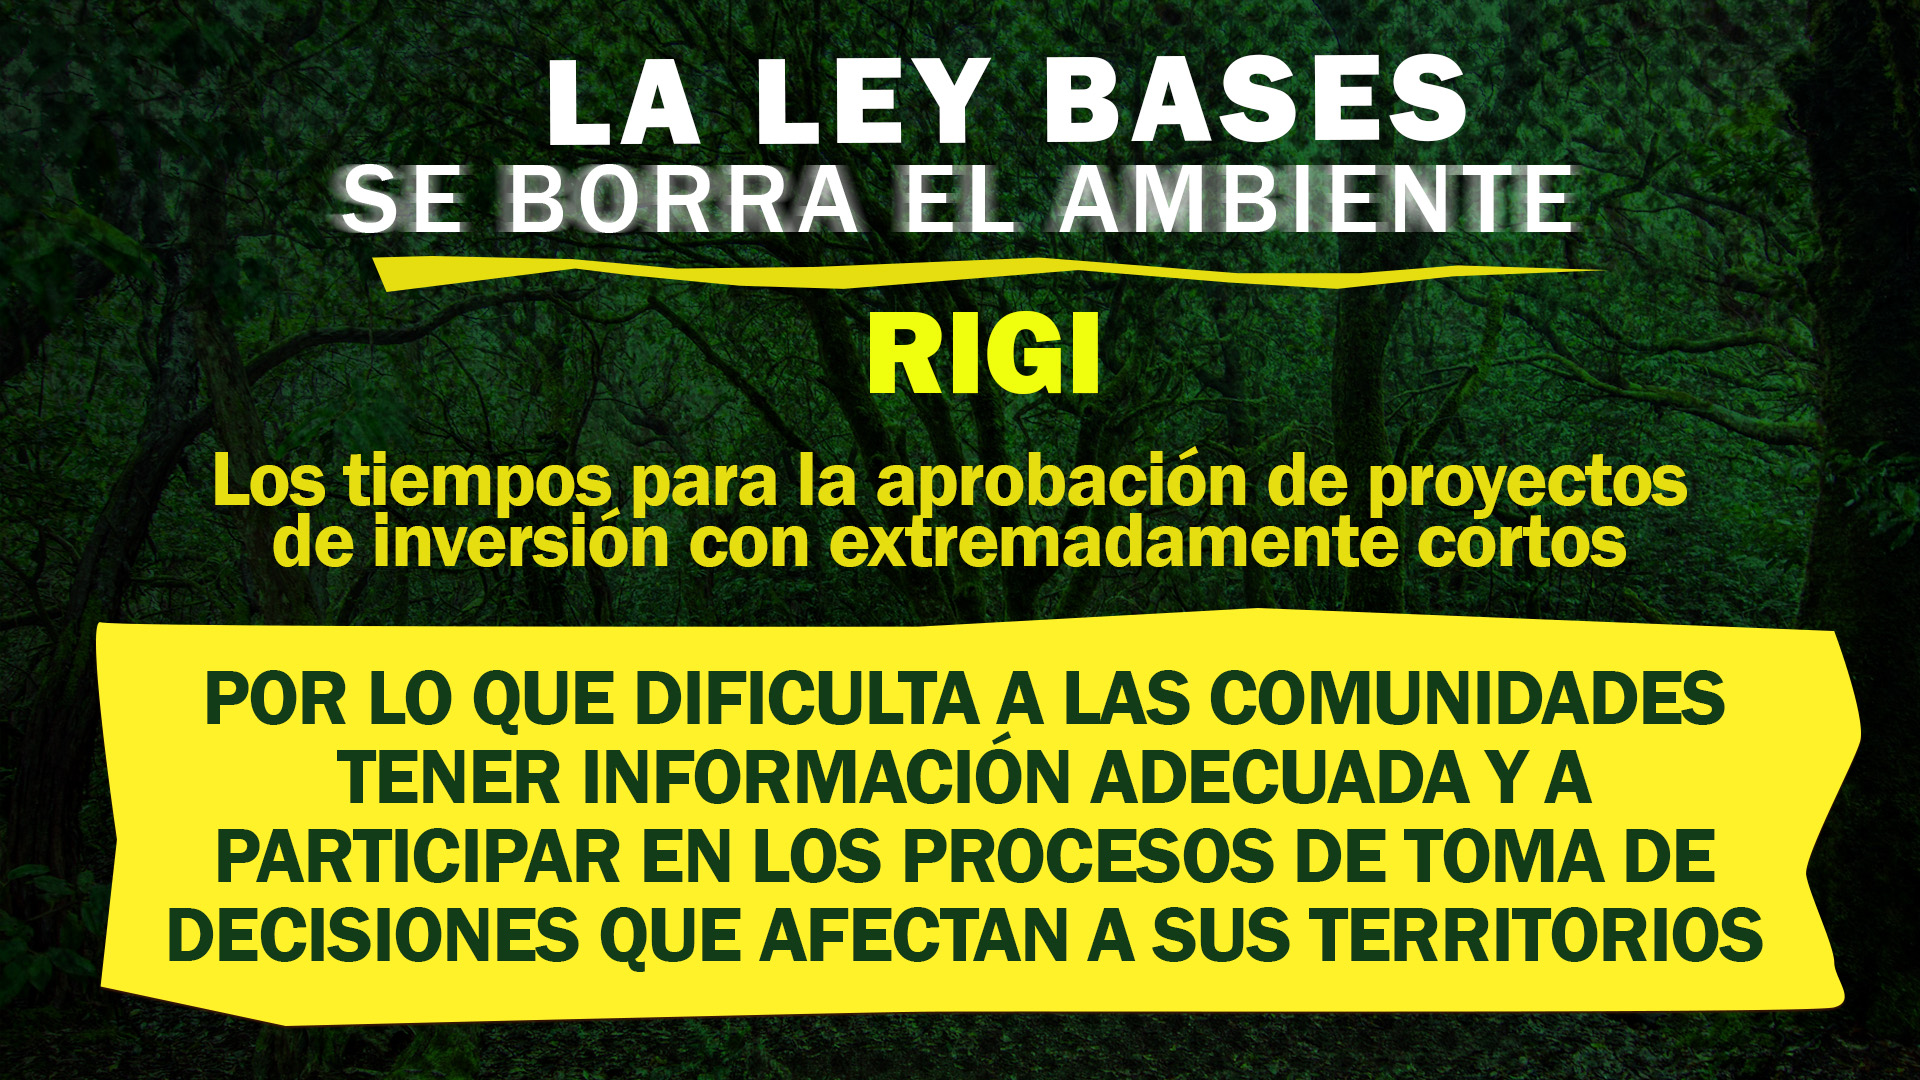 LA LEY BASES
SE BORRA EL AMBIENTE
RIGI
Los tiempos para la aprobación de proyectos
de inversión con extremadamente cortos
POR LO QUE DIFICULTA A LAS COMUNIDADES
TENER INFORMACIÓN ADECUADA Y A
PARTICIPAR EN LOS PROCESOS DE TOMA DE
DECISIONES QUE AFECTAN A SUS TERRITORIOS